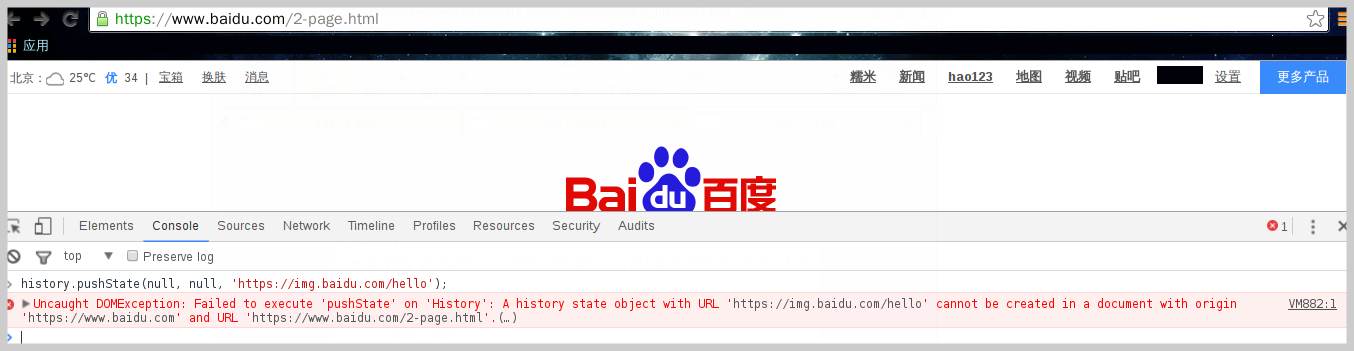 https://www.baidu.com/2-page.html
应用
北京： 25℃ 优 34 | 宝箱 换肤 消息 糯米 新闻 hao123 地图 视频 贴吧 设置 更多产品
Bai du 百度
Elements Console Sources Network Timeline Profiles Resources Security Audits 1
top Preserve log
history.pushState(null, null, 'https://img.baidu.com/hello');
Uncaught DOMException: Failed to execute 'pushState' on 'History': A history state object with URL 'https://img.baidu.com/hello' cannot be created in a document with origin VM882:1
'https://www.baidu.com' and URL 'https://www.baidu.com/2-page.html'.(…)